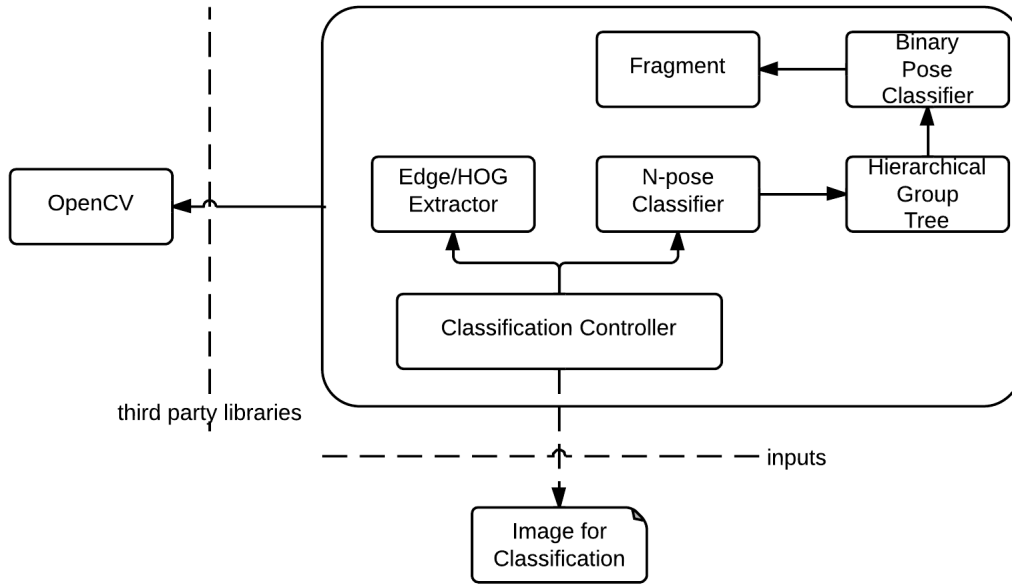 Fragment
Binary
Pose
Classifier
OpenCV
Edge/HOG
Extractor
N-pose
Classifier
Hierarchical
Group
Tree
Classification Controller
third party libraries
inputs
Image for
Classification